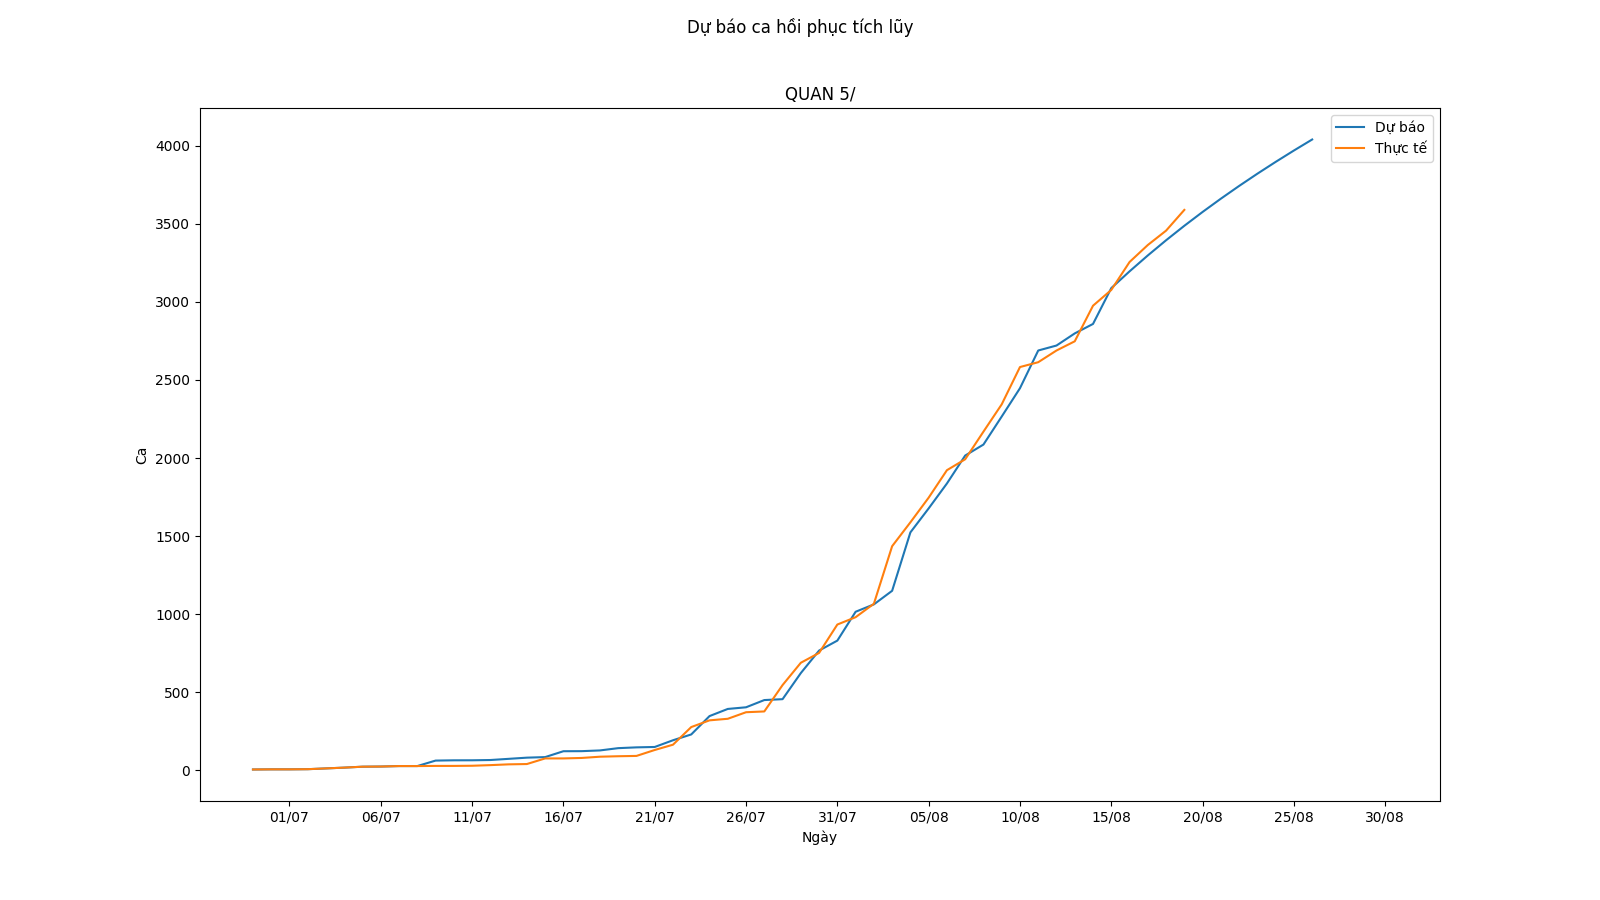 Dự báo ca hồi phục tích lũy
QUAN 5/
Dự báo
Thực tế
4000
3500
3000
2500
2000
1500
1000
500
0
Ca
01/07 06/07 11/07 16/07 21/07 26/07 31/07 05/08 10/08 15/08 20/08 25/08 30/08
Ngày